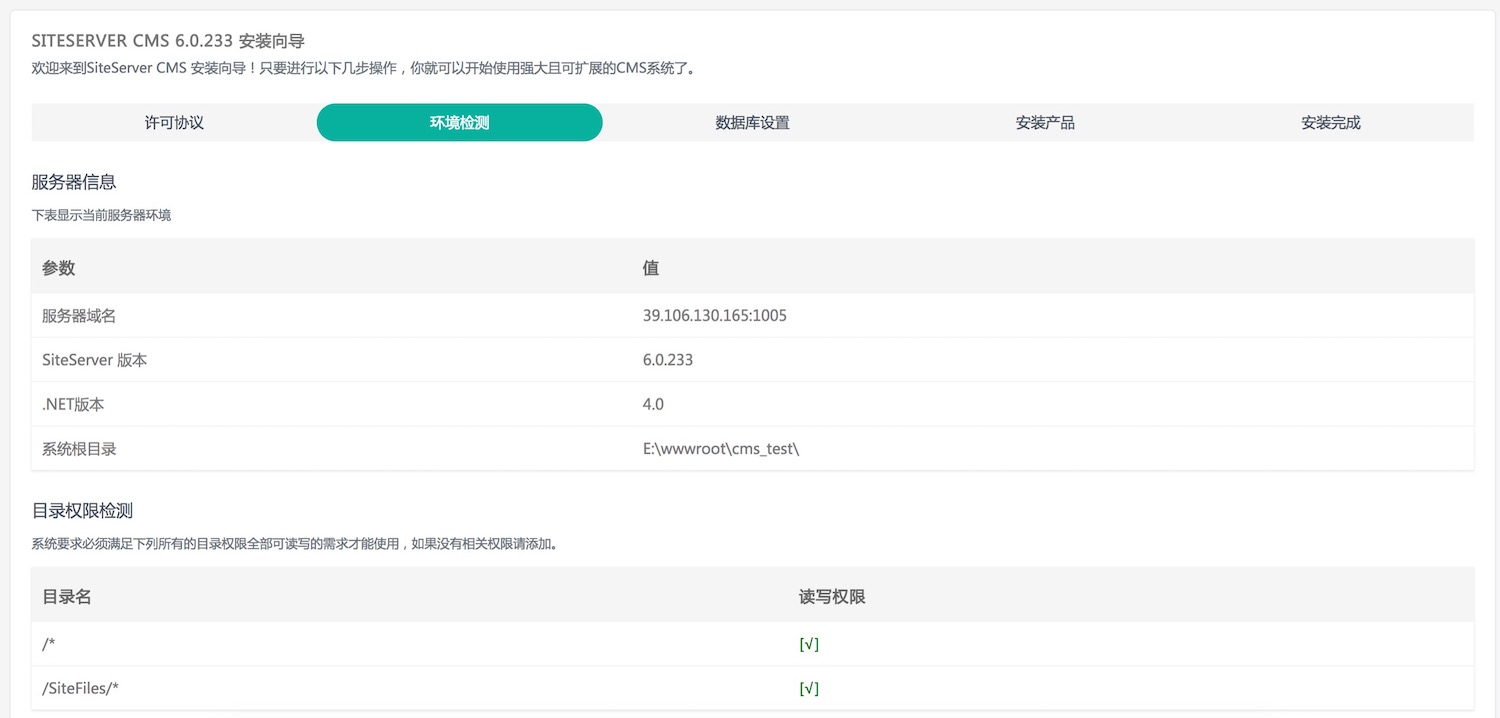 SITESERVER CMS 6.0.233 安装向导
欢迎来到SiteServer CMS 安装向导！只要进行以下几步操作，你就可以开始使用强大且可扩展的CMS系统了。
许可协议 环境检测 数据库设置 安装产品 安装完成
服务器信息
下表显示当前服务器环境
参数 值
服务器域名 39.106.130.165:1005
SiteServer 版本 6.0.233
.NET版本 4.0
系统根目录 E:\wwwroot\cms_test\
目录权限检测
系统要求必须满足下列所有的目录权限全部可读写的需求才能使用，如果没有相关权限请添加。
目录名 读写权限
/* [√]
/SiteFiles/* [√]